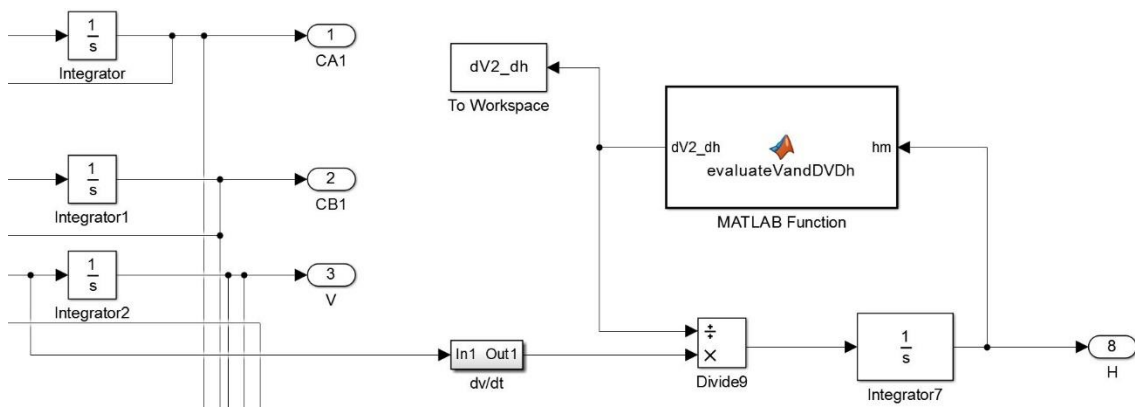 1
s
Integrator
1
CA1
dV2_dh
To Workspace
dV2_dh
hm
evaluateVandDVDh
MATLAB Function
1
s
Integrator1
2
CB1
1
s
Integrator2
3
V
In1 Out1
dv/dt
÷
×
Divide9
1
s
Integrator7
8
H